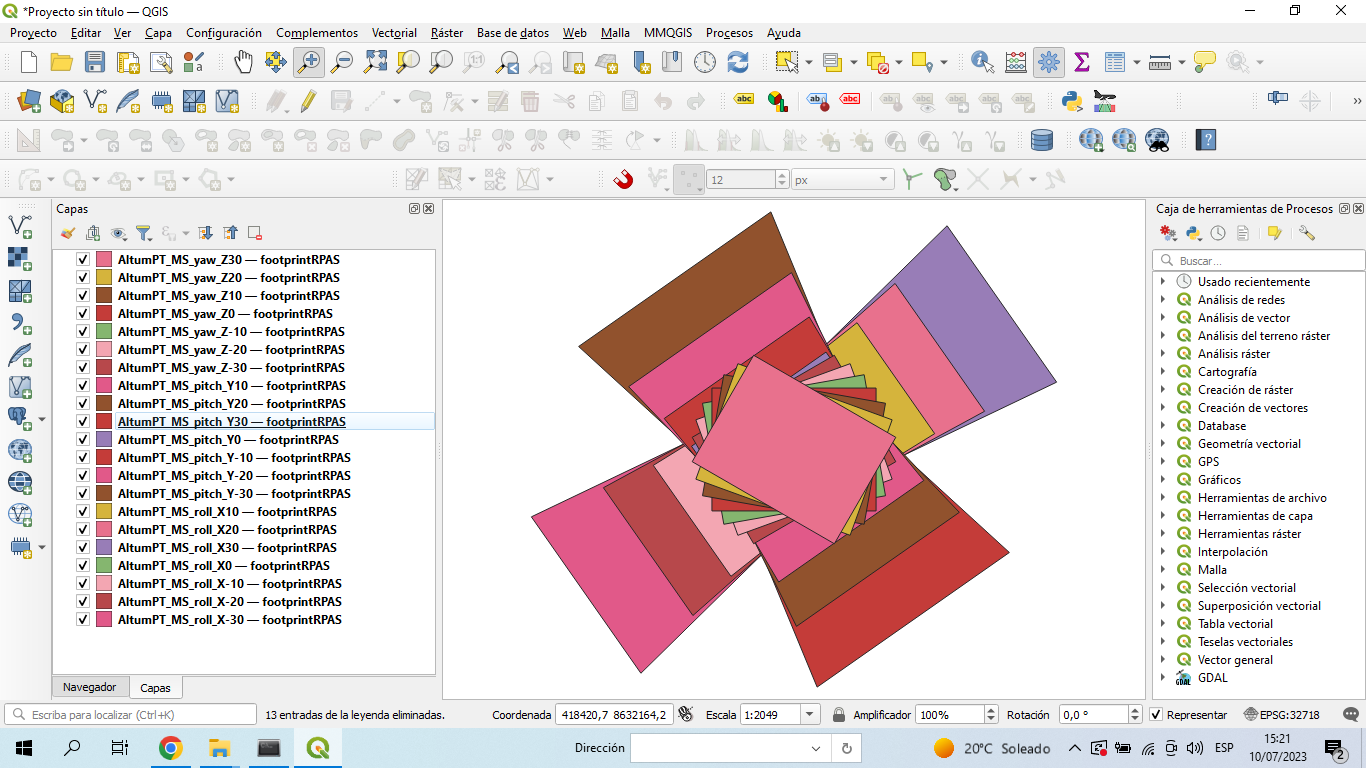 *Proyecto sin título — QGIS
Proyecto Editar Ver Capa Configuración Complementos Vectorial Ráster Base de datos Web Malla MMQGIS Procesos Ayuda
12 px
Capas
AltumPT_MS_yaw_Z30 — footprintRPAS
AltumPT_MS_yaw_Z20 — footprintRPAS
AltumPT_MS_yaw_Z10 — footprintRPAS
AltumPT_MS_yaw_Z0 — footprintRPAS
AltumPT_MS_yaw_Z-10 — footprintRPAS
AltumPT_MS_yaw_Z-20 — footprintRPAS
AltumPT_MS_yaw_Z-30 — footprintRPAS
AltumPT_MS_pitch_Y10 — footprintRPAS
AltumPT_MS_pitch_Y20 — footprintRPAS
AltumPT_MS_pitch_Y30 — footprintRPAS
AltumPT_MS_pitch_Y0 — footprintRPAS
AltumPT_MS_pitch_Y-10 — footprintRPAS
AltumPT_MS_pitch_Y-20 — footprintRPAS
AltumPT_MS_pitch_Y-30 — footprintRPAS
AltumPT_MS_roll_X10 — footprintRPAS
AltumPT_MS_roll_X20 — footprintRPAS
AltumPT_MS_roll_X30 — footprintRPAS
AltumPT_MS_roll_X0 — footprintRPAS
AltumPT_MS_roll_X-10 — footprintRPAS
AltumPT_MS_roll_X-20 — footprintRPAS
AltumPT_MS_roll_X-30 — footprintRPAS
Navegador Capas
Caja de herramientas de Procesos
Buscar...
Usado recientemente
Análisis de redes
Análisis de vector
Análisis del terreno ráster
Análisis ráster
Cartografía
Creación de ráster
Creación de vectores
Database
Geometría vectorial
GPS
Gráficos
Herramientas de archivo
Herramientas de capa
Herramientas ráster
Interpolación
Malla
Selección vectorial
Superposición vectorial
Tabla vectorial
Teselas vectoriales
Vector general
GDAL
Escriba para localizar (Ctrl+K) 13 entradas de la leyenda eliminadas. Coordenada 418420,7 8632164,2 Escala 1:2049 Amplificador 100% Rotación 0,0 ° Representar EPSG:32718
Dirección 20°C Soleado ESP 15:21
10/07/2023 2